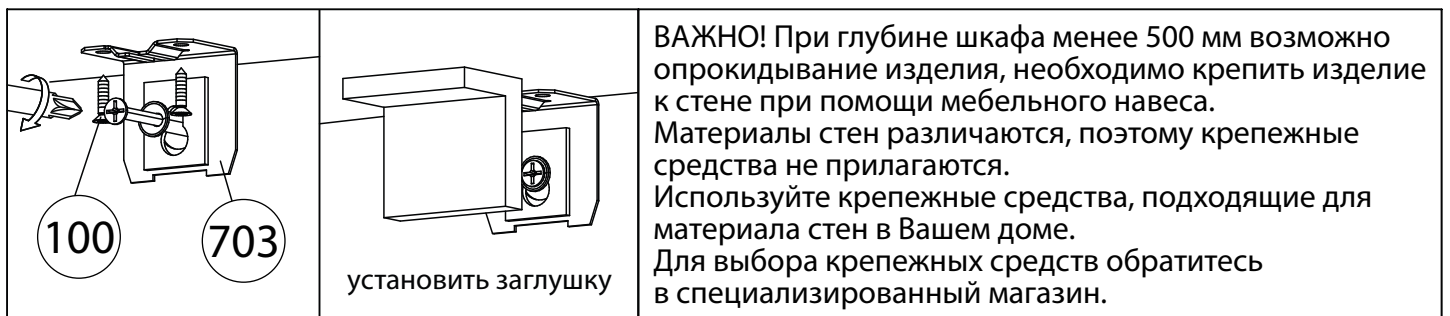 100
703
установить заглушку
ВАЖНО! При глубине шкафа менее 500 мм возможно
опрокидывание изделия, необходимо крепить изделие
к стене при помощи мебельного навеса.
Материалы стен различаются, поэтому крепежные
средства не прилагаются.
Используйте крепежные средства, подходящие для
материала стен в Вашем доме.
Для выбора крепежных средств обратитесь
в специализированный магазин.